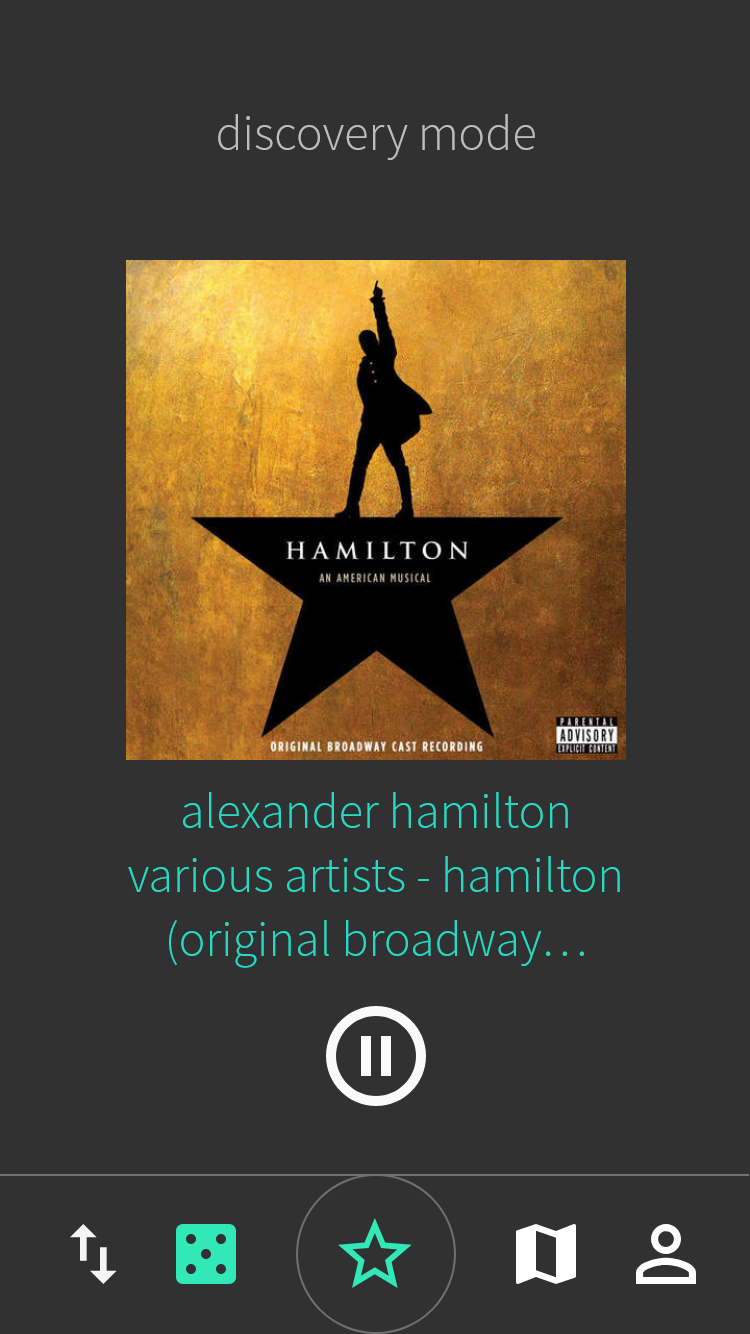 discovery mode
HAMILTON
AN AMERICAN MUSICAL
ORIGINAL BROADWAY CAST RECORDING
PARENTAL
ADVISORY
EXPLICIT CONTENT
alexander hamilton
various artists - hamilton
(original broadway…